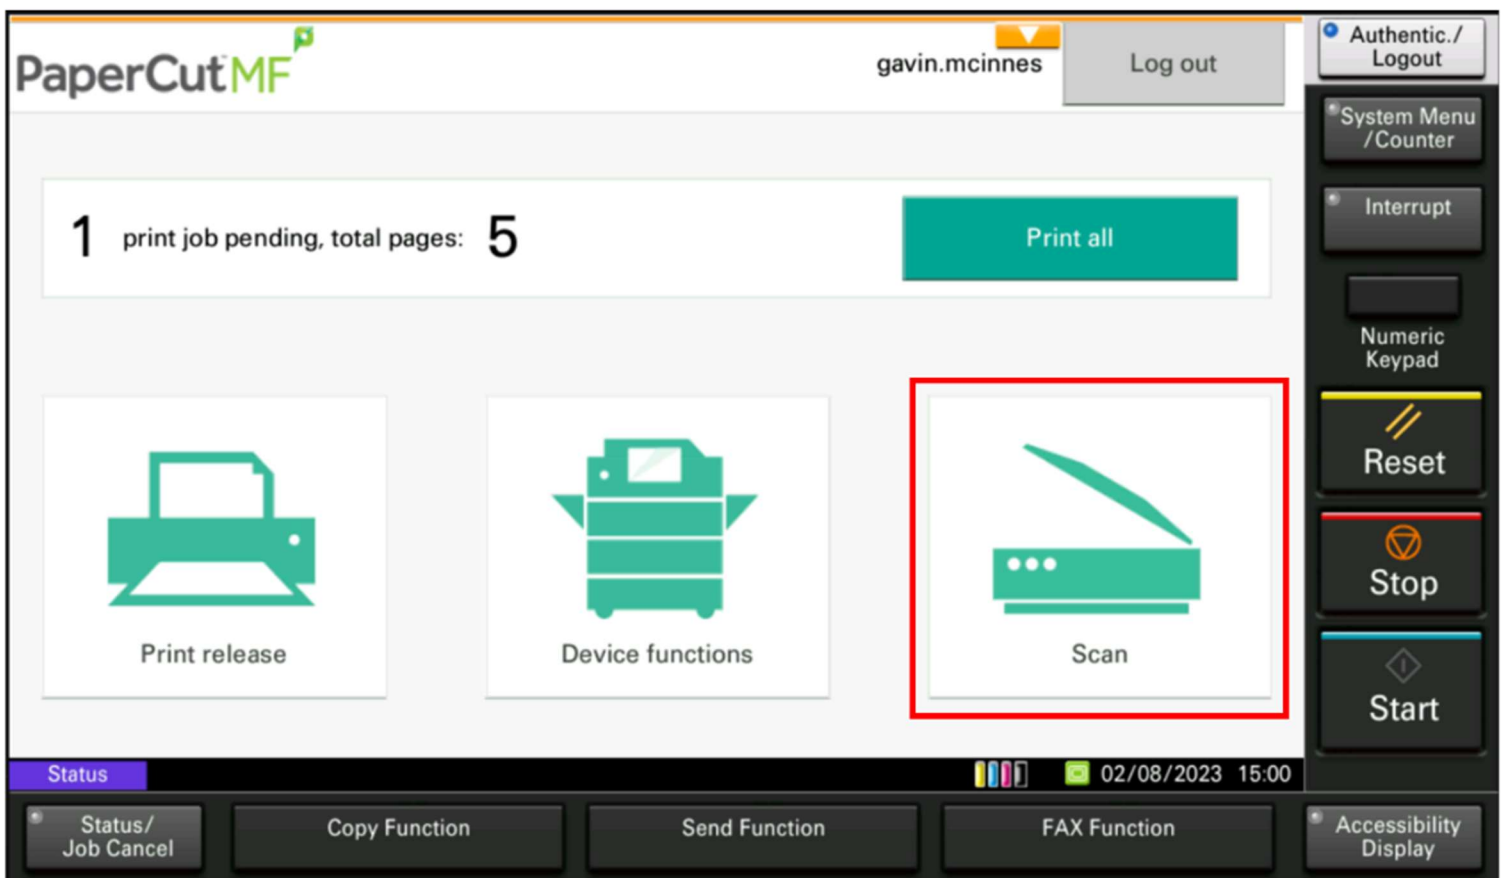 PaperCut MF
gavin.mcinnes
Log out
Authentic./
Logout
System Menu
/Counter
Interrupt
1 print job pending, total pages: 5
Print all
Numeric
Keypad
Reset
Stop
Start
Print release
Device functions
Scan
Status
02/08/2023 15:00
Status/
Job Cancel
Copy Function
Send Function
FAX Function
Accessibility
Display